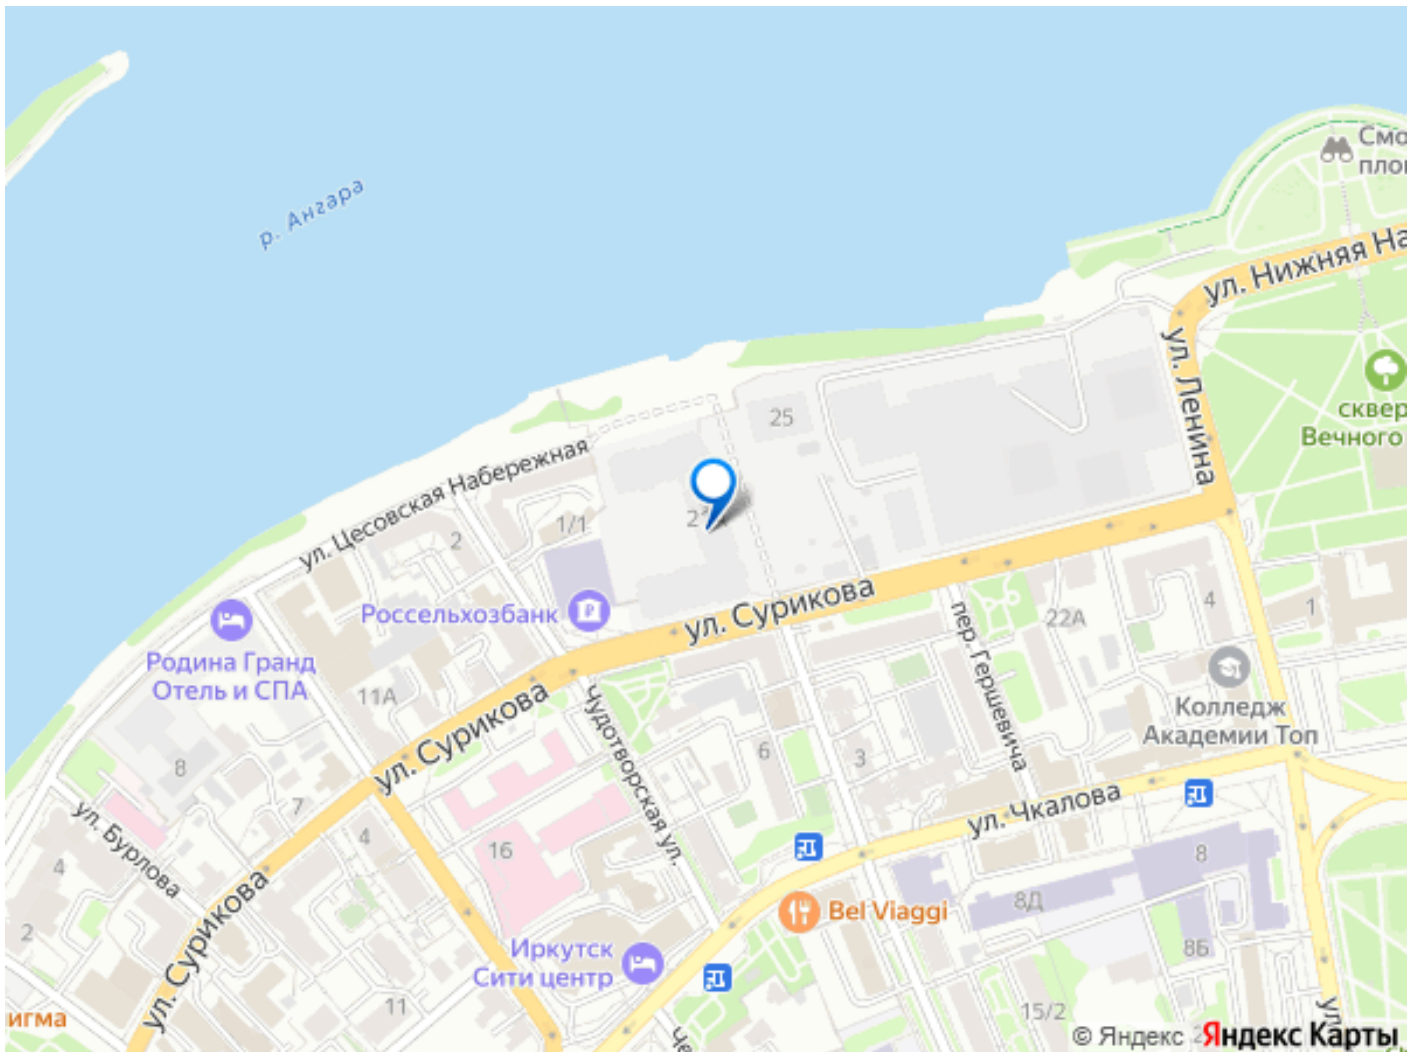 Смо
пло
р. Ангара
ул. Нижняя На
ул. Ленина
сквер
Вечного
25
ул. Цесовская Набережная
2
1/1
Россельхозбанк
ул. Сурикова
пер. Гершевича
22А
4
1
Родина Гранд
Отель и СПА
11А
Колледж
Академии Топ
ул. Сурикова
Чудотворская ул.
6
3
8
7
ул. Чкалова
ул. Бурлова
4
4
16
8
ул. Сурикова
8Д
Bel Viaggi
2
8Б
Иркутск
Сити центр
11
15/2
игма
ул.
© Яндекс
Яндекс Карты